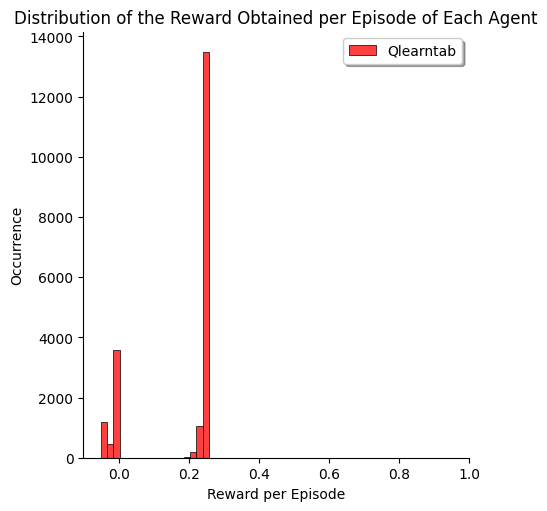 Distribution of the Reward Obtained per Episode of Each Agent
Qlearntab
14000
12000
10000
8000
6000
4000
2000
0
Occurrence
0.0 0.2 0.4 0.6 0.8 1.0
Reward per Episode